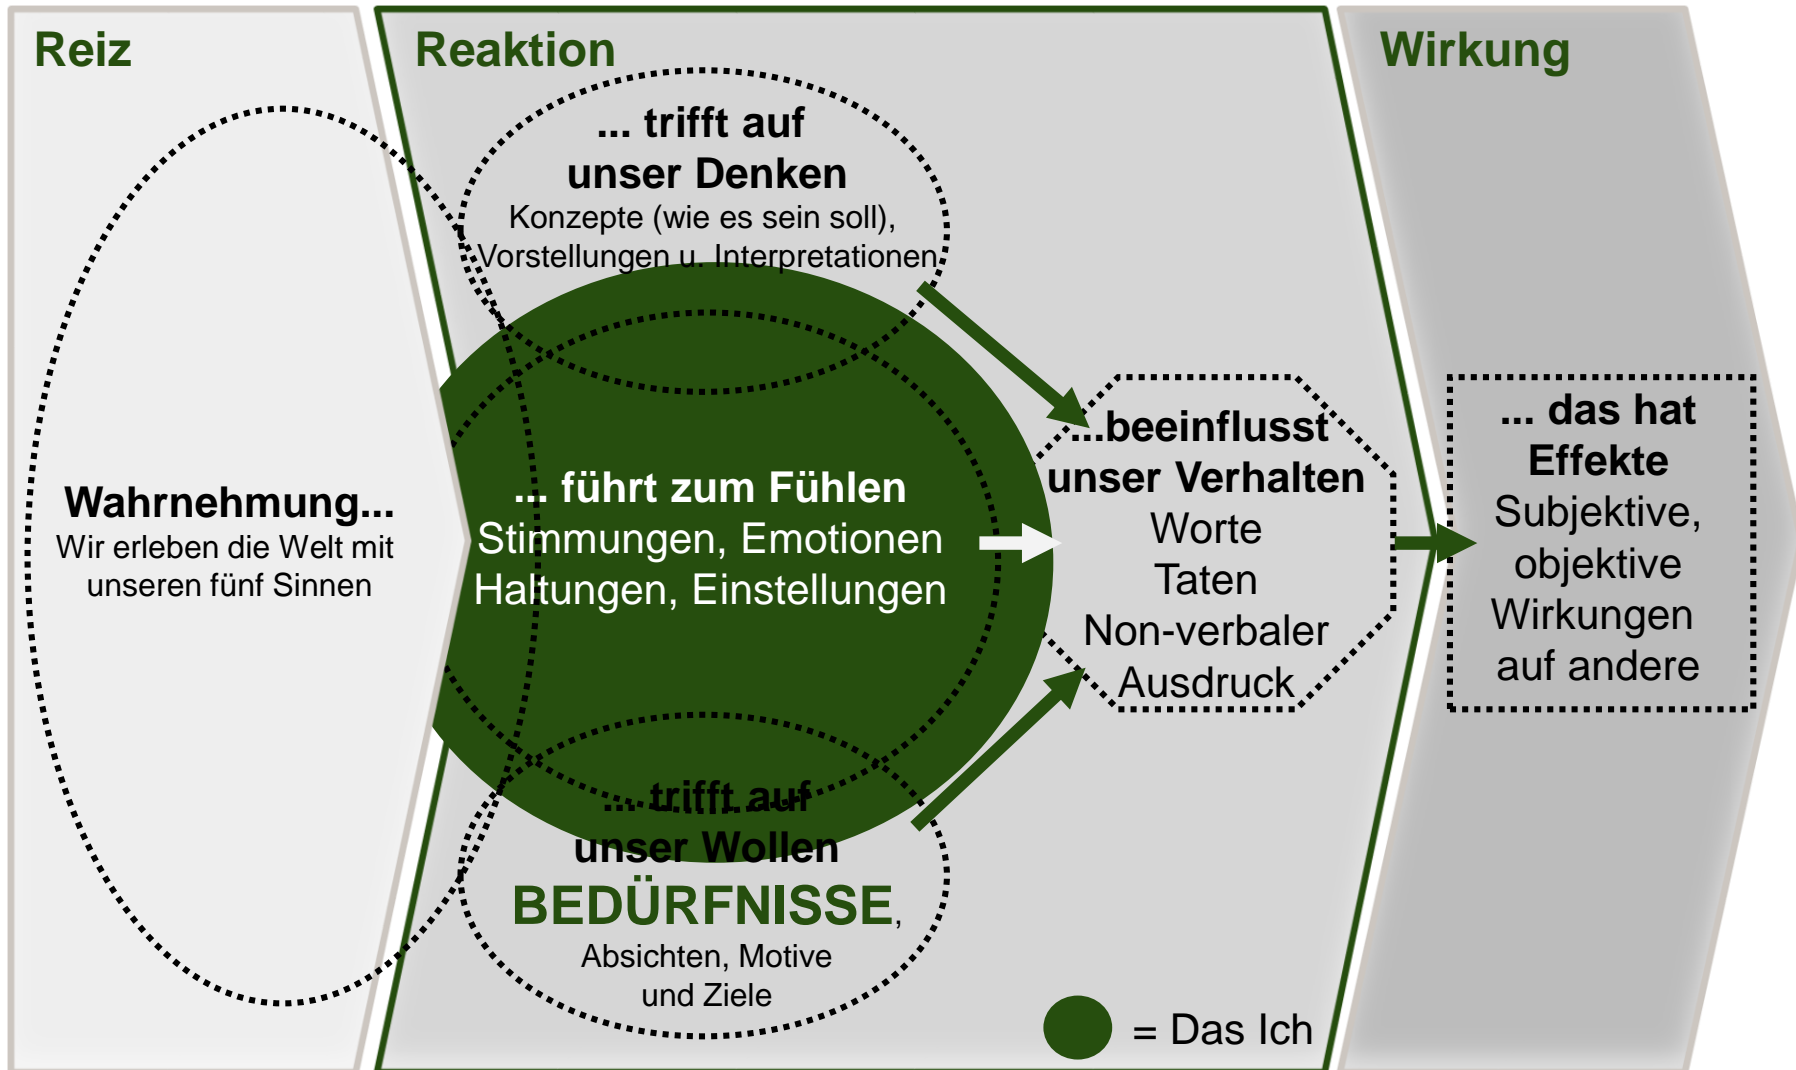 Reiz
Wahrnehmung...
Wir erleben die Welt mit
unseren fünf Sinnen
Reaktion
... trifft auf
unser Denken
Konzepte (wie es sein soll),
Vorstellungen u. Interpretationen
... führt zum Fühlen
Stimmungen, Emotionen
Haltungen, Einstellungen
... trifft auf
unser Wollen
BEDÜRFNISSE,
Absichten, Motive
und Ziele
...beeinflusst
unser Verhalten
Worte
Taten
Non-verbaler
Ausdruck
= Das Ich
Wirkung
... das hat
Effekte
Subjektive,
objektive
Wirkungen
auf andere